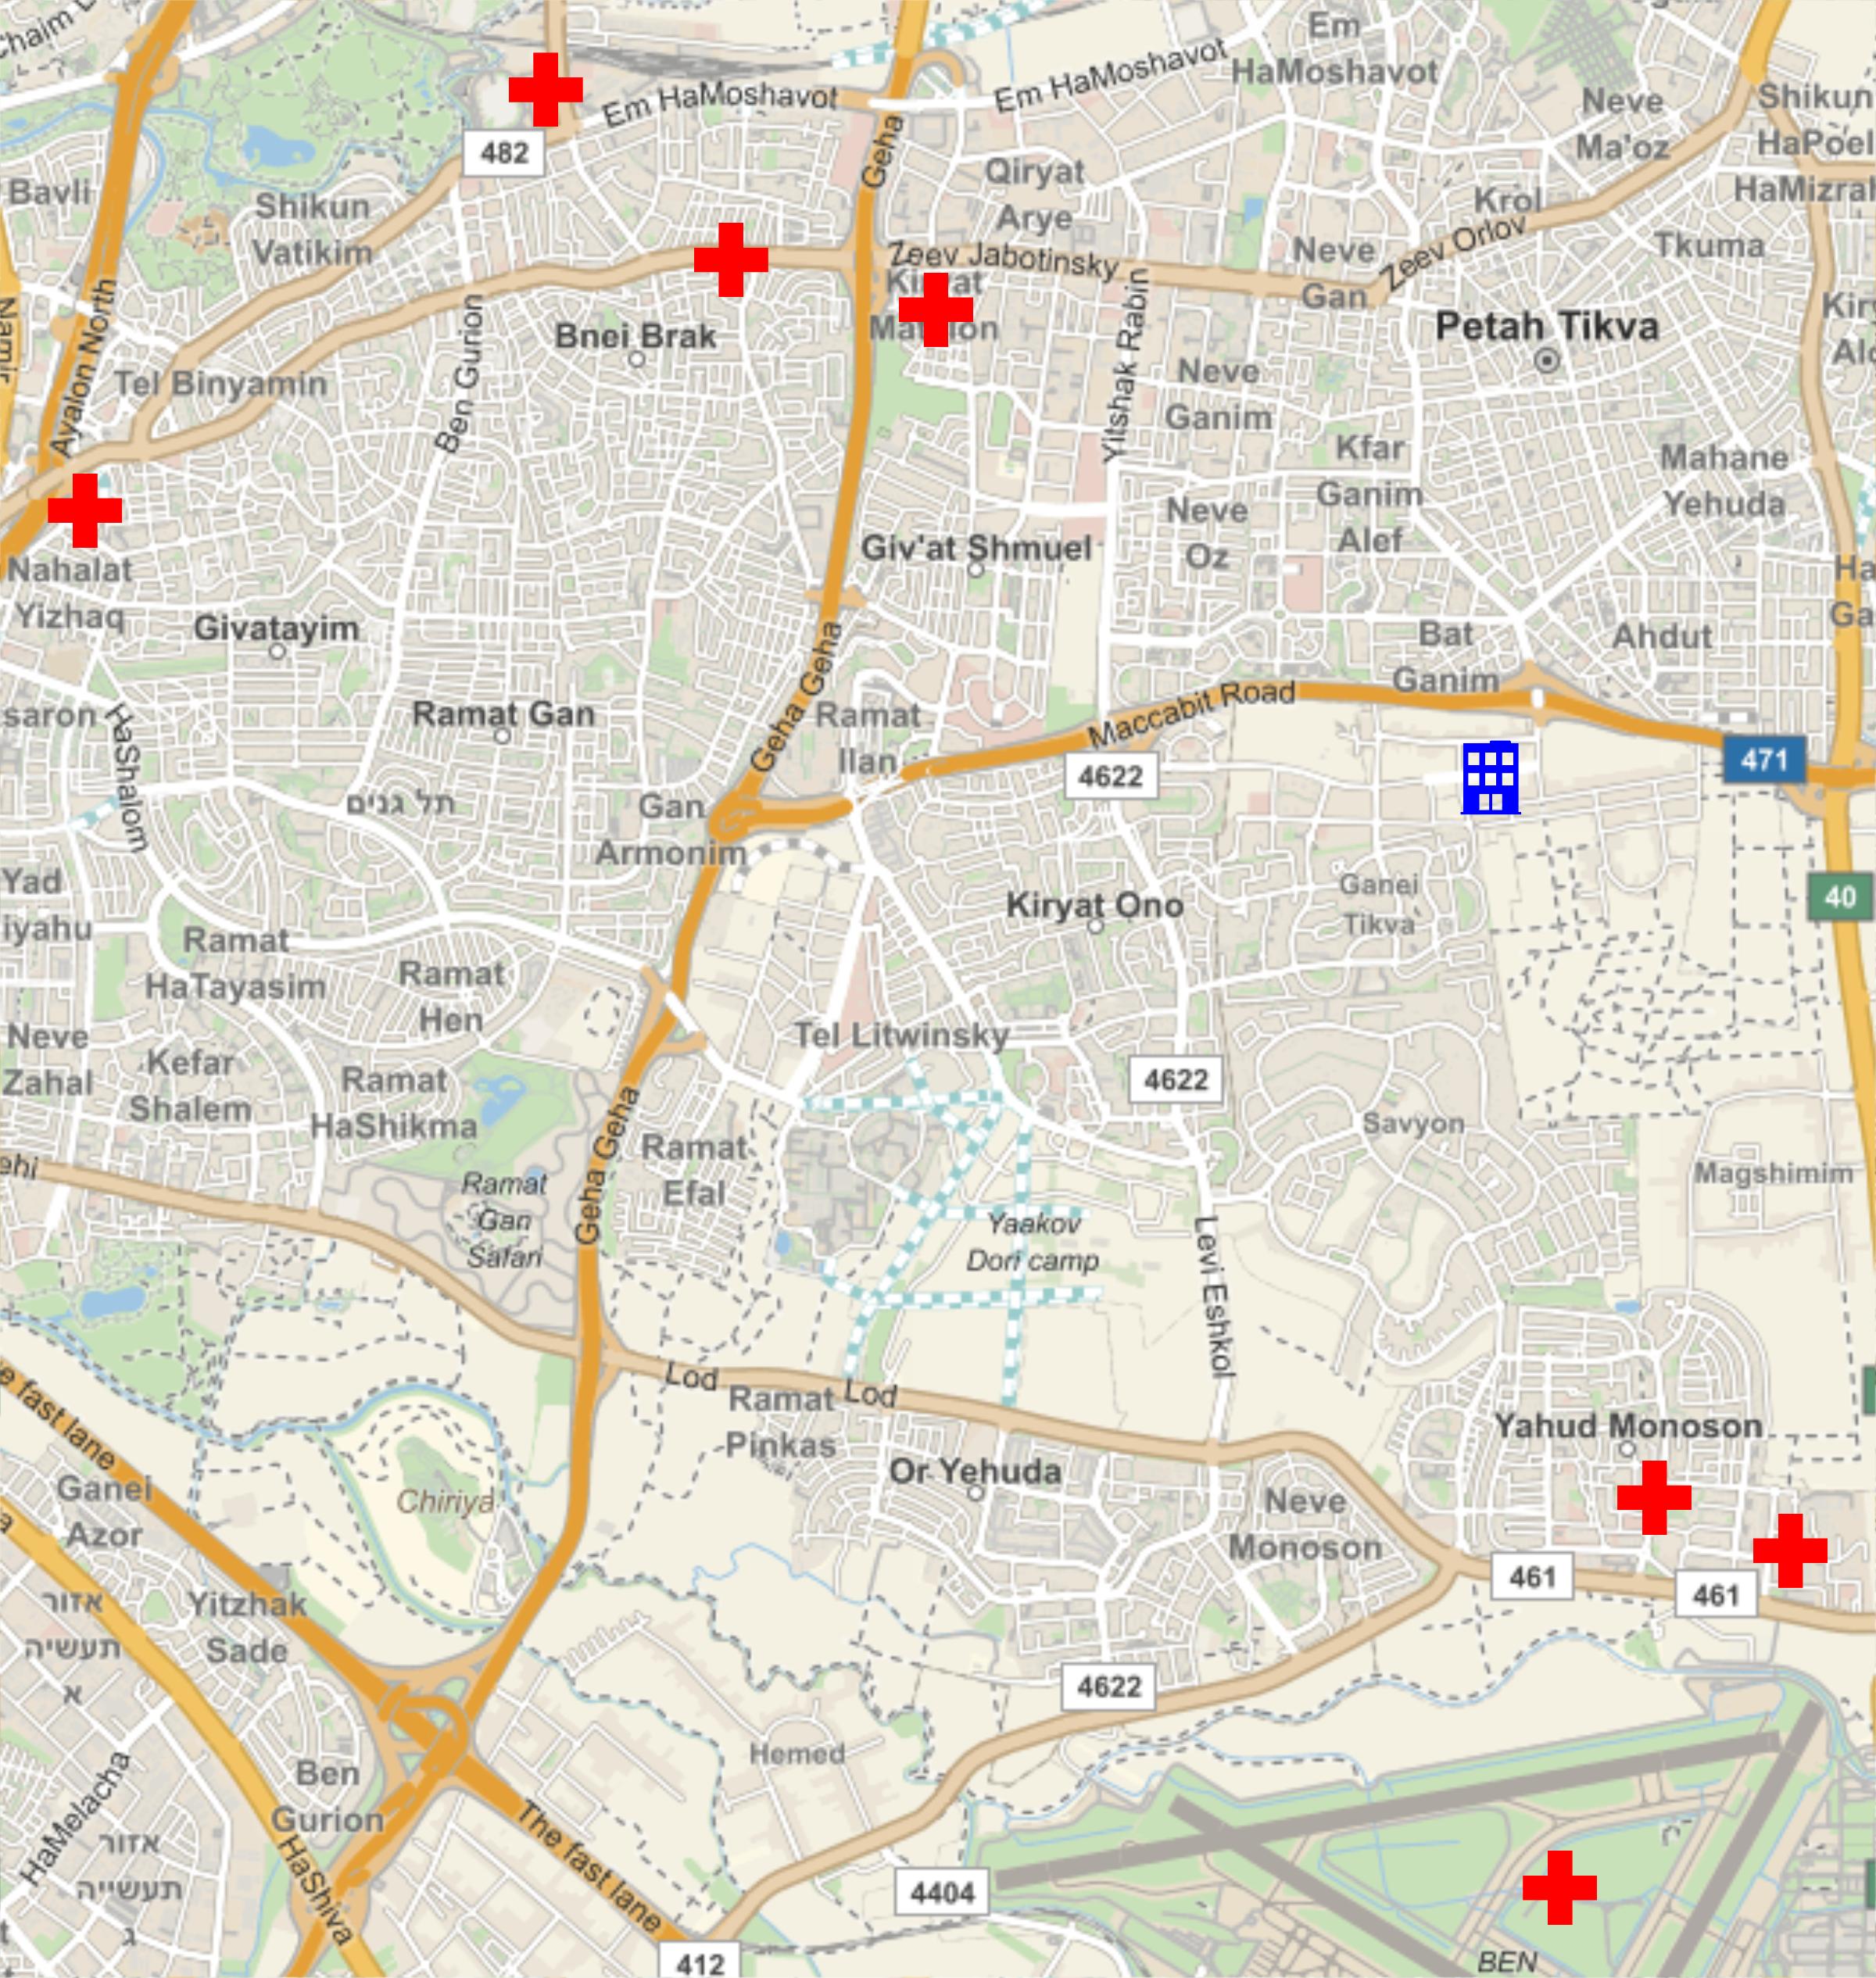 Em
HaMoshavot
Em HaMoshavot
Em HaMoshavot
Shikun
HaPoel
HaMizral
Neve
Ma'oz
482
Geha
Bavli
Shikun
Vatikim
Qiryat
Arye
Krol
Zeev Orlov
Tkuma
Neve
Gan
Zeev Jabotinsky
Namir
Ayalon North
Ben Gurion
Bnei Brak
Yitshak Rabin
Petah Tikva
Tel Binyamin
Neve
Ganim
Kfar
Ganim
Alef
Mahane
Yehuda
Neve
Oz
Giv'at Shmuel
Nahalat
Yizhaq
Givatayim
Bat
Ganim
Ahdut
Ha
Ga
Geha Geha
Maccabit Road
saron
HaShalom
Ramat Gan
Ramat
Ilan
4622
471
תל גנים
Gan
Armonim
Yad
iyahu
Kiryat Ono
Ganei
Tikva
40
Ramat
HaTayasim
Ramat
Hen
Neve
Zahal
Kefar
Shalem
Ramat
HaShikma
Tel Litwinsky
4622
Savyon
Magshimim
ehi
Geha Geha
Ramat
Efal
Ramat
Gan
Safari
Yaakov
Dori camp
Levi Eshkol
Lod
Lod
Ramat
Pinkas
e fast lane
Yahud Monoson
Or Yehuda
Chiriya
Ganei
Azor
Neve
Monoson
461
461
אזור
תעשיה
א
Yitzhak
Sade
4622
Hemed
Ben
Gurion
HaMelacha
אזור
תעשייה
ג
HaShiva
The fast lane
4404
412
BEN